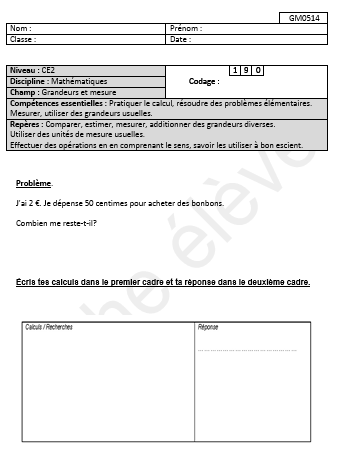 GM0514
Nom : Prénom :
Classe : Date :
Niveau : CE2 1 9 0
Discipline : Mathématiques Codage :
Champ : Grandeurs et mesure
Compétences essentielles : Pratiquer le calcul, résoudre des problèmes élémentaires.
Mesurer, utiliser des grandeurs usuelles.
Repères : Comparer, estimer, mesurer, additionner des grandeurs diverses.
Utiliser des unités de mesure usuelles.
Effectuer des opérations en en comprenant le sens, savoir les utiliser à bon escient.
Problème.
J'ai 2 €. Je dépense 50 centimes pour acheter des bonbons.
Combien me reste-t-il?
Écris tes calculs dans le premier cadre et ta réponse dans le deuxième cadre.
Calculs / Recherches Réponse
élève